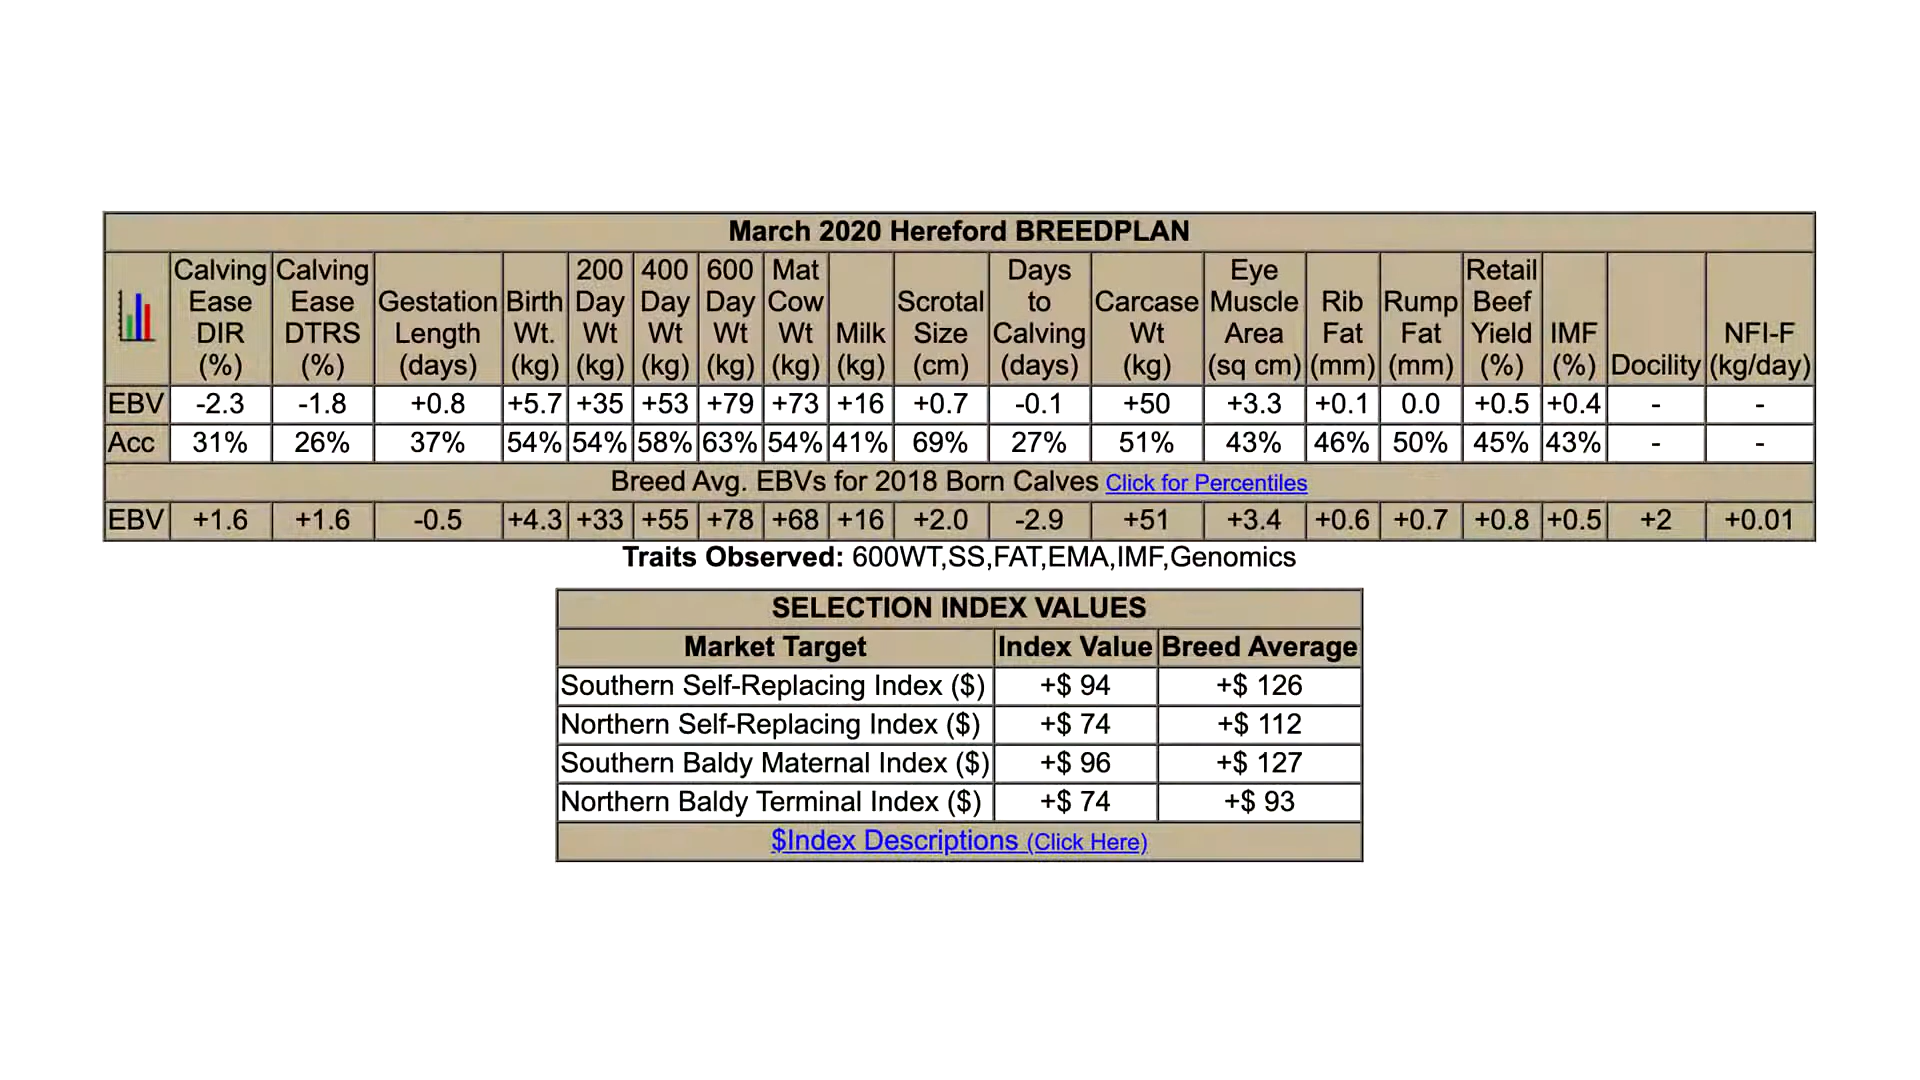 March 2020 Hereford BREEDPLAN
Calving Ease DIR (%) Calving Ease DTRS (%) Gestation Length (days) Birth Wt. (kg) 200 Day Wt (kg) 400 Day Wt (kg) 600 Day Wt (kg) Mat Cow Wt (kg) Milk (kg) Scrotal Size (cm) Days to Calving (days) Carcase Wt (kg) Eye Muscle Area (sq cm) Rib Fat (mm) Rump Fat (mm) Retail Beef Yield (%) IMF (%) Docility NFI-F (kg/day)
EBV -2.3 -1.8 +0.8 +5.7 +35 +53 +79 +73 +16 +0.7 -0.1 +50 +3.3 +0.1 0.0 +0.5 +0.4 - -
Acc 31% 26% 37% 54% 54% 58% 63% 54% 41% 69% 27% 51% 43% 46% 50% 45% 43% - -
Breed Avg. EBVs for 2018 Born Calves Click for Percentiles
EBV +1.6 +1.6 -0.5 +4.3 +33 +55 +78 +68 +16 +2.0 -2.9 +51 +3.4 +0.6 +0.7 +0.8 +0.5 +2 +0.01
Traits Observed: 600WT,SS,FAT,EMA,IMF,Genomics
SELECTION INDEX VALUES
Market Target Index Value Breed Average
Southern Self-Replacing Index ($) +$ 94 +$ 126
Northern Self-Replacing Index ($) +$ 74 +$ 112
Southern Baldy Maternal Index ($) +$ 96 +$ 127
Northern Baldy Terminal Index ($) +$ 74 +$ 93
$Index Descriptions (Click Here)